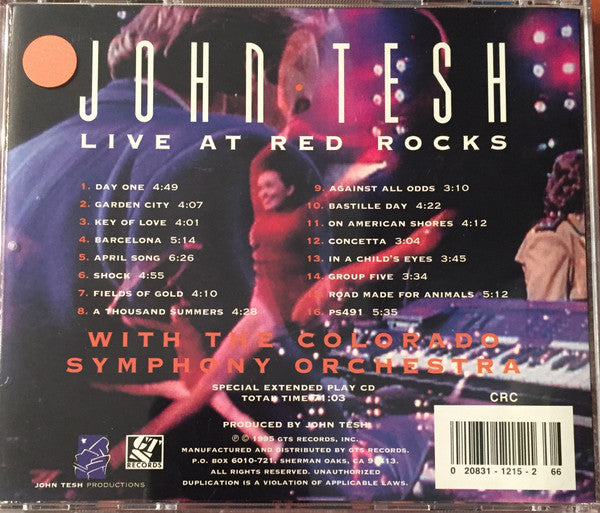 JOHN TESH
LIVE AT RED ROCKS
1. DAY ONE 4:49
2. GARDEN CITY 4:07
3. KEY OF LOVE 4:01
4. BARCELONA 5:14
5. APRIL SONG 6:26
6. SHOCK 4:55
7. FIELDS OF GOLD 4:10
8. A THOUSAND SUMMERS 4:28
9. AGAINST ALL ODDS 3:10
10. BASTILLE DAY 4:22
11. ON AMERICAN SHORES 4:12
12. CONCETTA 3:04
13. IN A CHILD'S EYES 3:45
14. GROUP FIVE 3:34
15. ROAD MADE FOR ANIMALS 5:12
16. PS491 5:35
WITH THE COLORADO
SYMPHONY ORCHESTRA
SPECIAL EXTENDED PLAY CD
TOTAL TIME 71:03
PRODUCED BY JOHN TESH
℗ © 1995 GTS RECORDS, INC.
MANUFACTURED AND DISTRIBUTED BY GTS RECORDS.
P.O. BOX 6010-721, SHERMAN OAKS, CA 91413.
ALL RIGHTS RESERVED. UNAUTHORIZED
DUPLICATION IS A VIOLATION OF APPLICABLE LAWS.
JOHN TESH PRODUCTIONS
GT
RECORDS
CRC
0 20831-1215-2 66